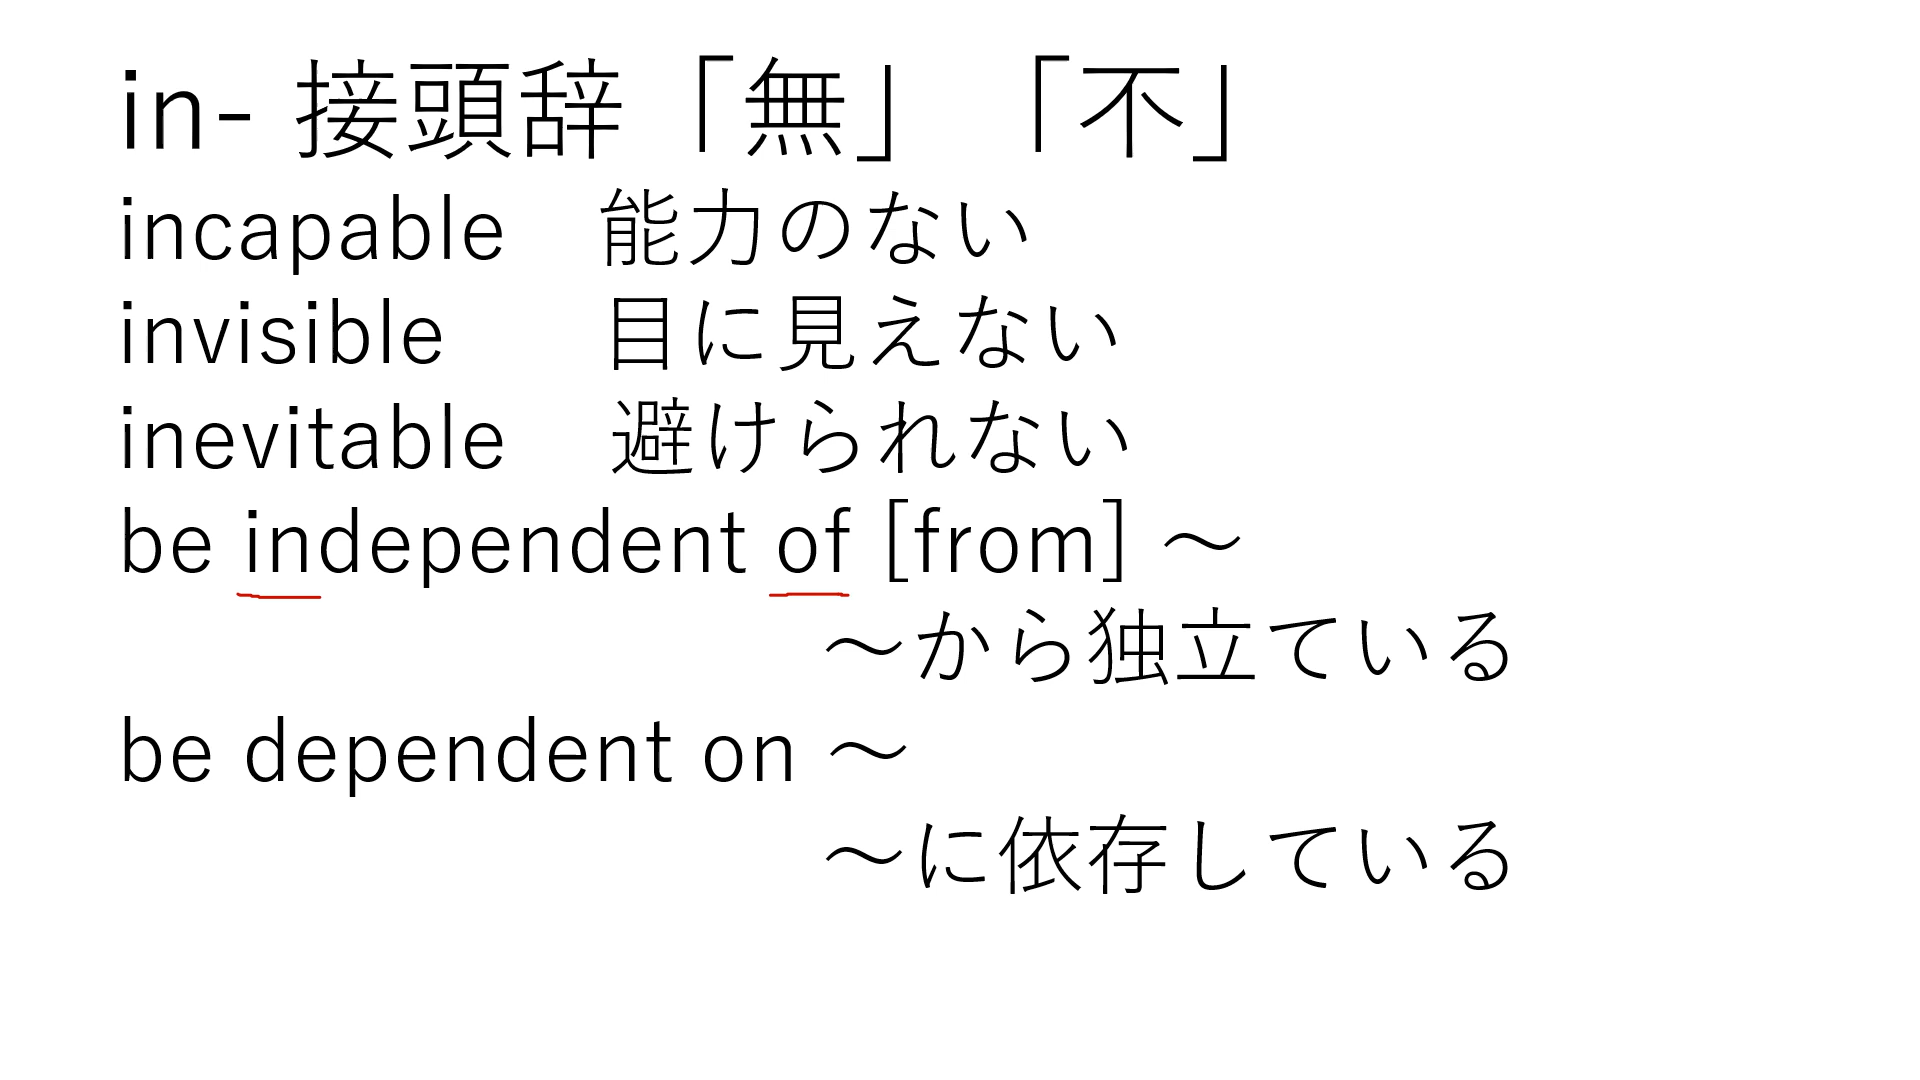 in- 接頭辞「無」「不」
incapable　能力のない
invisible　目に見えない
inevitable　避けられない
be independent of [from] ～
～から独立ている
be dependent on ～
～に依存している